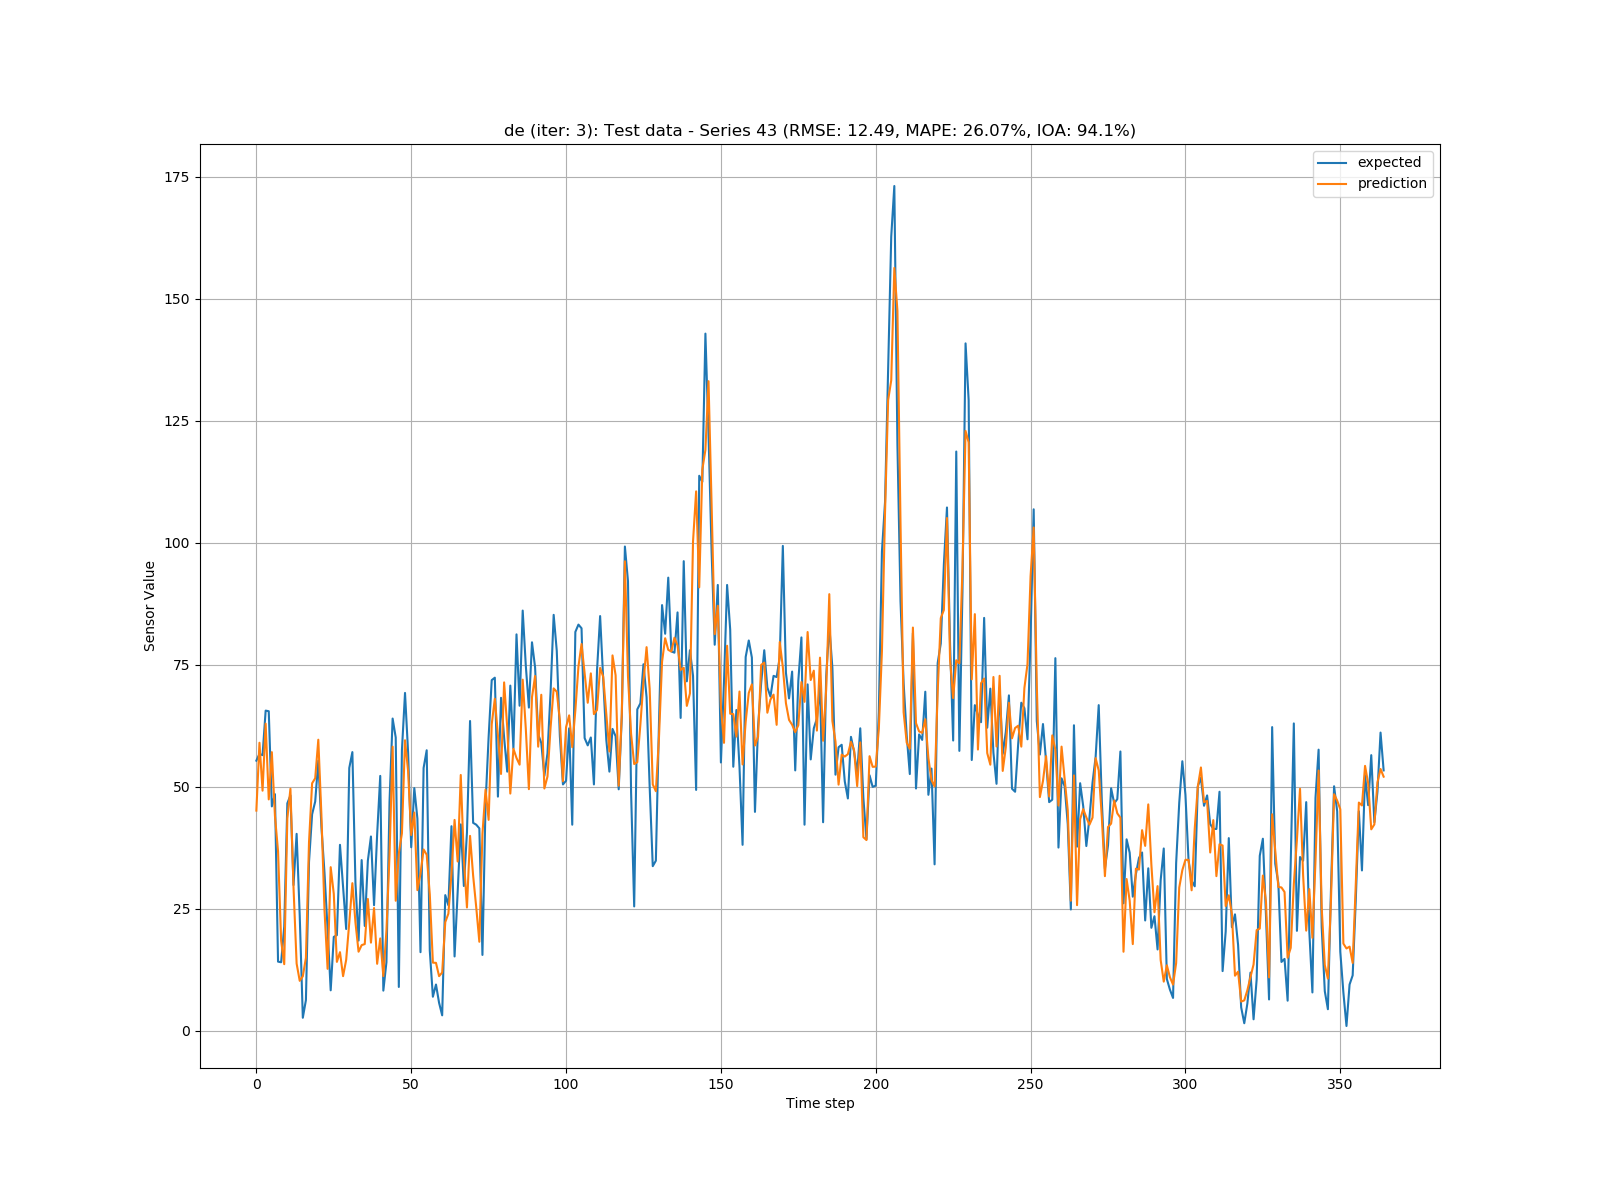 de (iter: 3): Test data - Series 43 (RMSE: 12.49, MAPE: 26.07%, IOA: 94.1%)
expected
prediction
175
150
125
100
75
50
25
0
Sensor Value
0 50 100 150 200 250 300 350
Time step